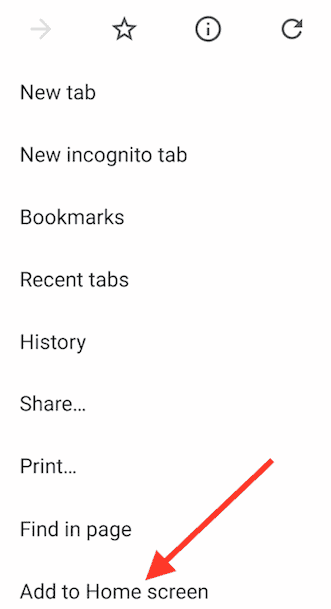 New tab
New incognito tab
Bookmarks
Recent tabs
History
Share...
Print...
Find in page
Add to Home screen